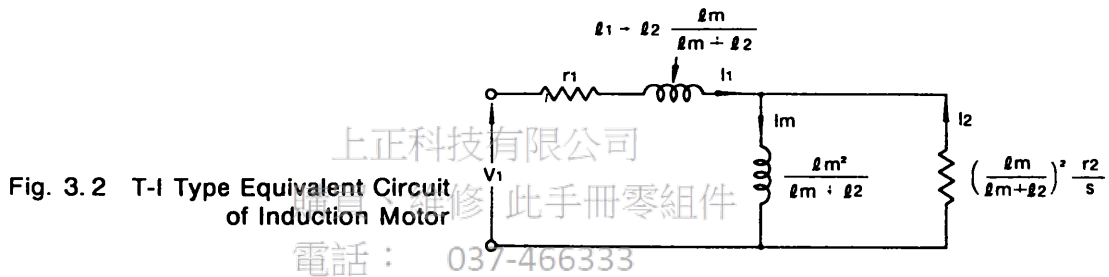 ℓ1 - ℓ2 ℓm / ℓm + ℓ2
r1
I1
Im
I2
V1
ℓm² / ℓm + ℓ2
(ℓm / ℓm+ℓ2)² r2 / s
Fig. 3.2 T-I Type Equivalent Circuit
of Induction Motor
上正科技有限公司
維修 此手冊零組件
電話: 037-466333